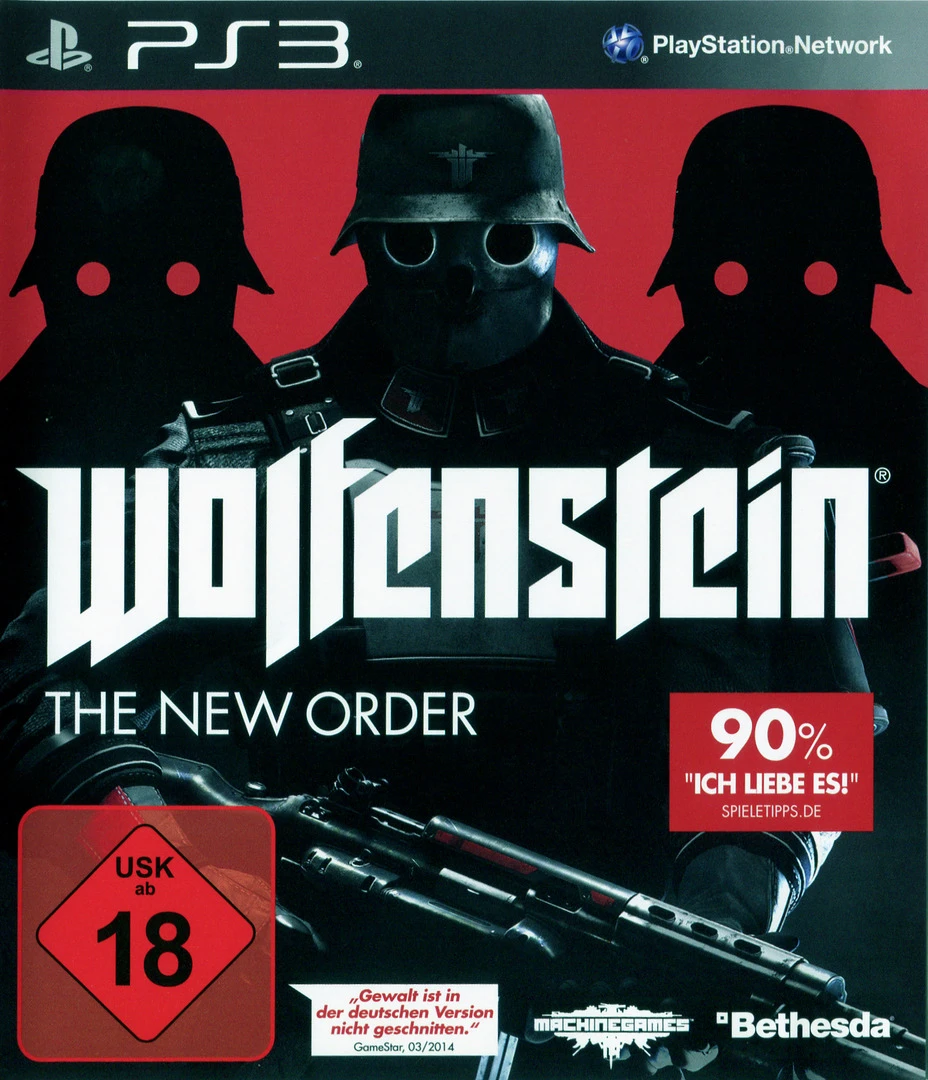 PS3®
PlayStation®Network
wolfenstein®
THE NEW ORDER
90%
"ICH LIEBE ES!"
SPIELETIPPS.DE
USK
ab
18
„Gewalt ist in
der deutschen Version
nicht geschnitten.“
GameStar, 03/2014
MACHINEGAMES
Bethesda®